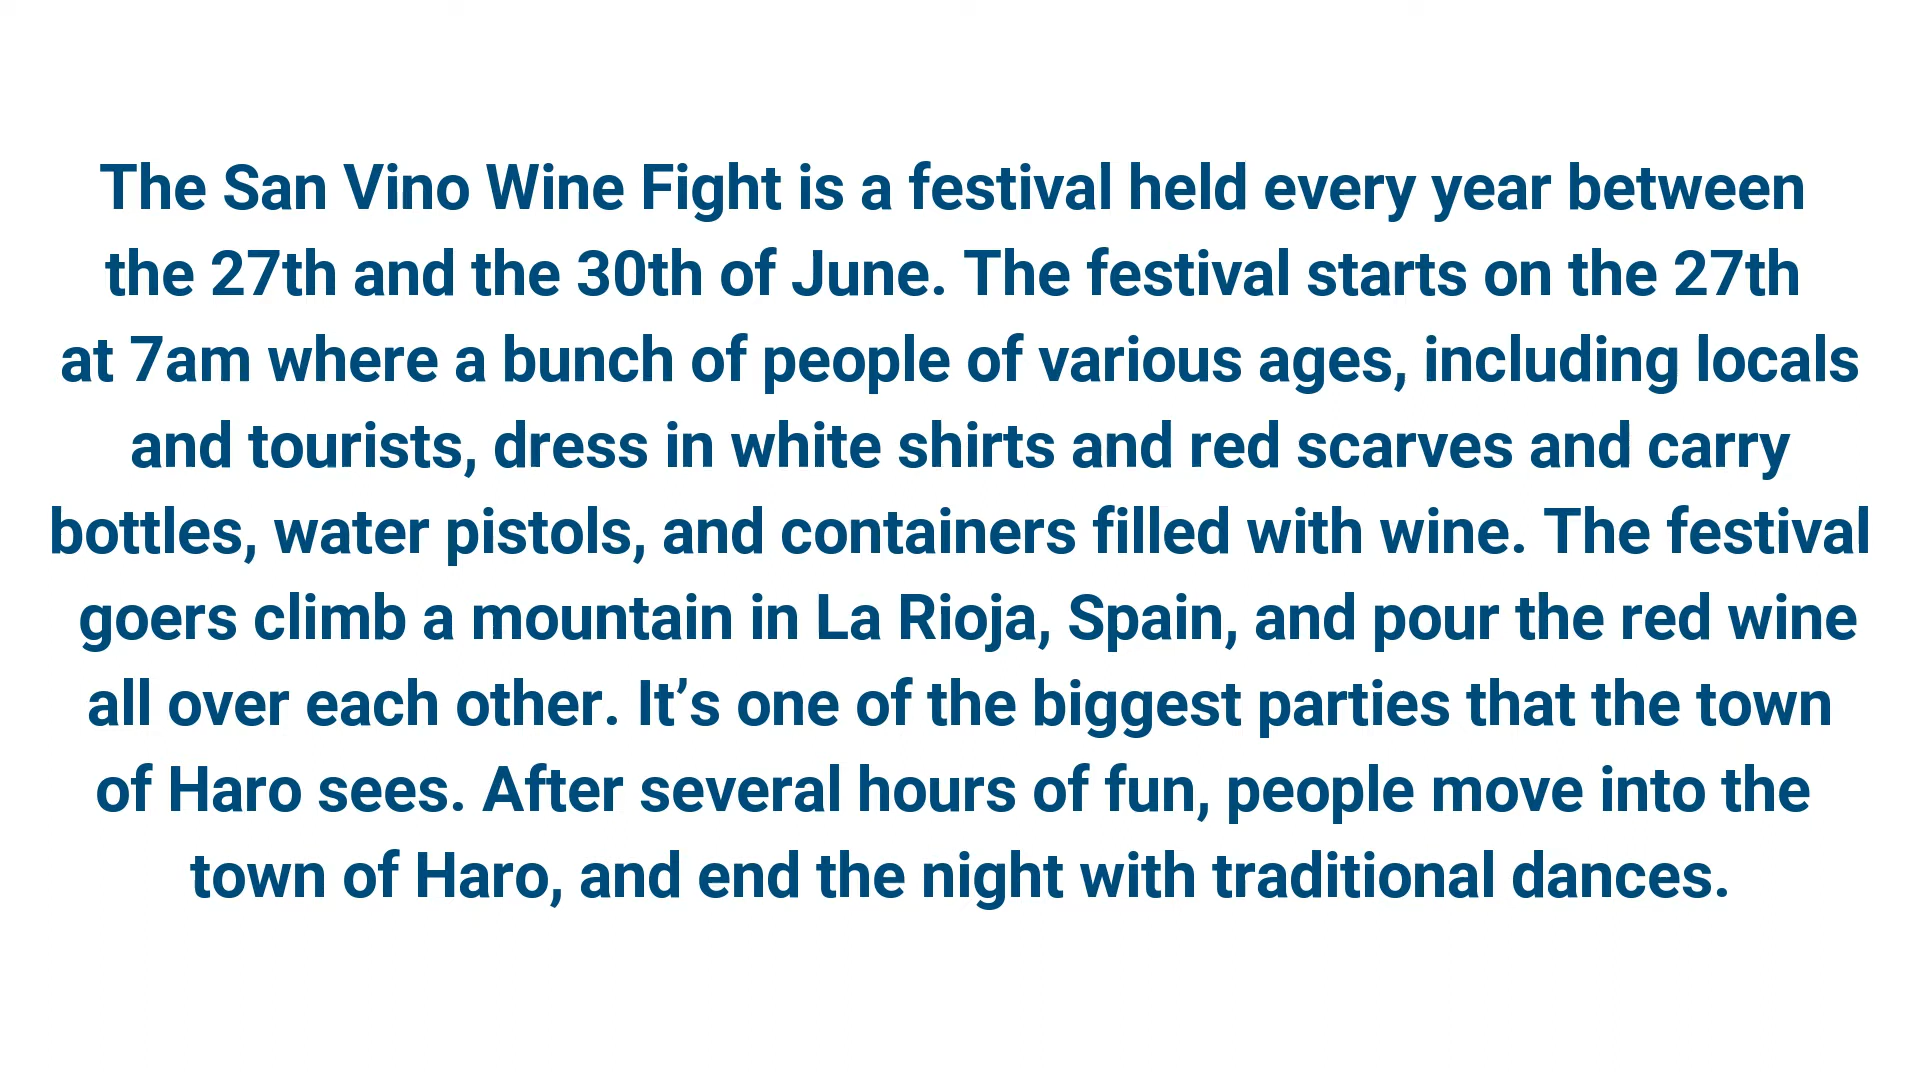 The San Vino Wine Fight is a festival held every year between
the 27th and the 30th of June. The festival starts on the 27th
at 7am where a bunch of people of various ages, including locals
and tourists, dress in white shirts and red scarves and carry
bottles, water pistols, and containers filled with wine. The festival
goers climb a mountain in La Rioja, Spain, and pour the red wine
all over each other. It’s one of the biggest parties that the town
of Haro sees. After several hours of fun, people move into the
town of Haro, and end the night with traditional dances.